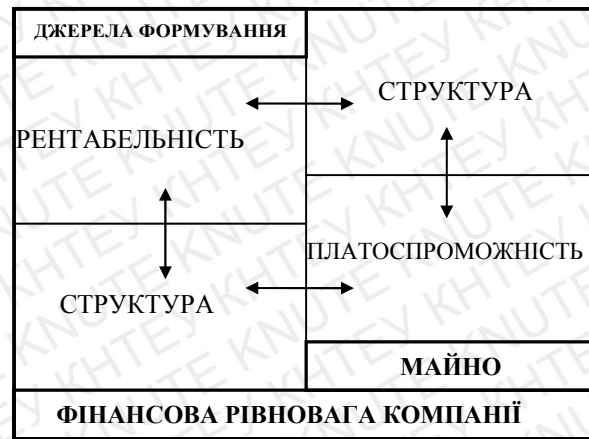 ДЖЕРЕЛА ФОРМУВАННЯ
СТРУКТУРА
РЕНТАБЕЛЬНІСТЬ
ПЛАТОСПРОМОЖНІСТЬ
СТРУКТУРА
МАЙНО
ФІНАНСОВА РІВНОВАГА КОМПАНІЇ